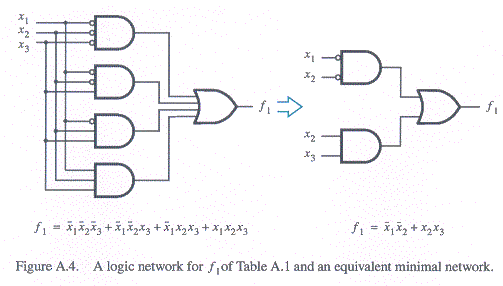 x₁
x₂
x₃
f₁
x₁
x₂
x₂
x₃
f₁
f₁ = x̄₁x̄₂x̄₃ + x̄₁x̄₂x₃ + x̄₁x₂x₃ + x₁x₂x₃
f₁ = x̄₁x̄₂ + x₂x₃
Figure A.4. A logic network for f₁ of Table A.1 and an equivalent minimal network.